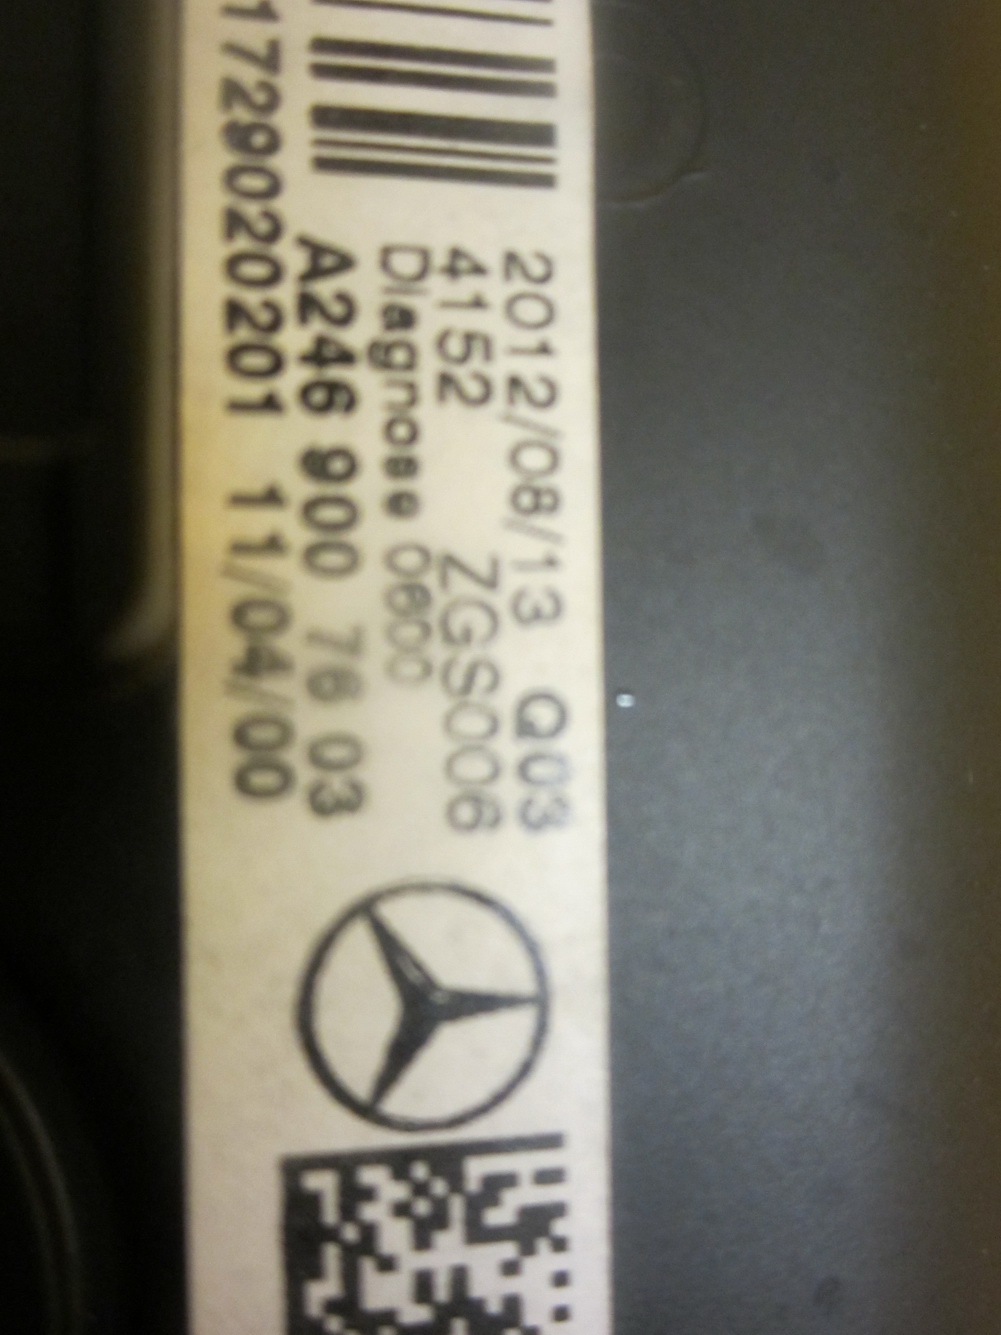 2012/08/13 Q03
4152 ZGS006
Diagnose 0600
A246 900 76 03
1729020201 11/04/00